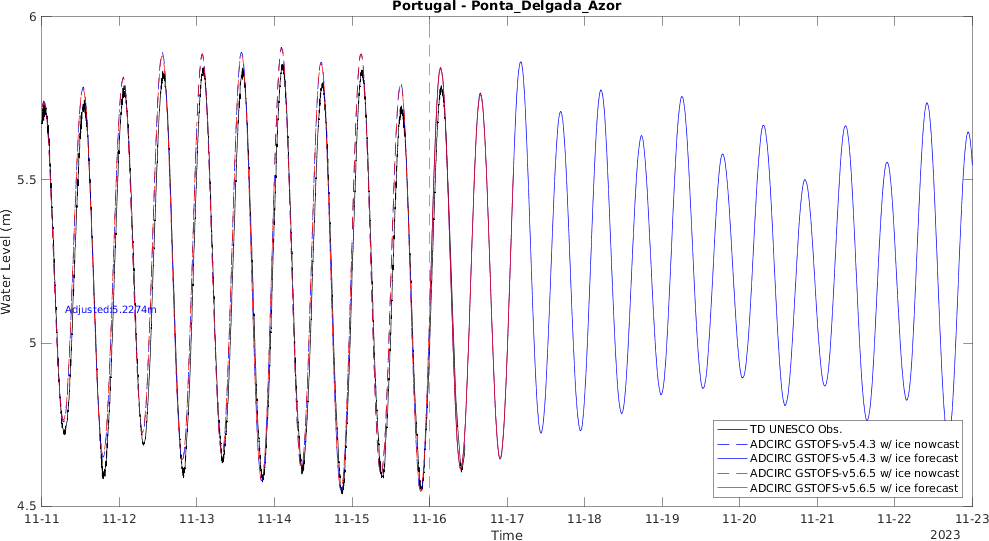 Portugal - Ponta_Delgada_Azor
6
5.5
5
4.5
Water Level (m)
Adjusted:5.2274m
TD UNESCO Obs.
ADCIRC GSTOFS-v5.4.3 w/ ice nowcast
ADCIRC GSTOFS-v5.4.3 w/ ice forecast
ADCIRC GSTOFS-v5.6.5 w/ ice nowcast
ADCIRC GSTOFS-v5.6.5 w/ ice forecast
11-11 11-12 11-13 11-14 11-15 11-16 11-17 11-18 11-19 11-20 11-21 11-22 11-23
Time
2023